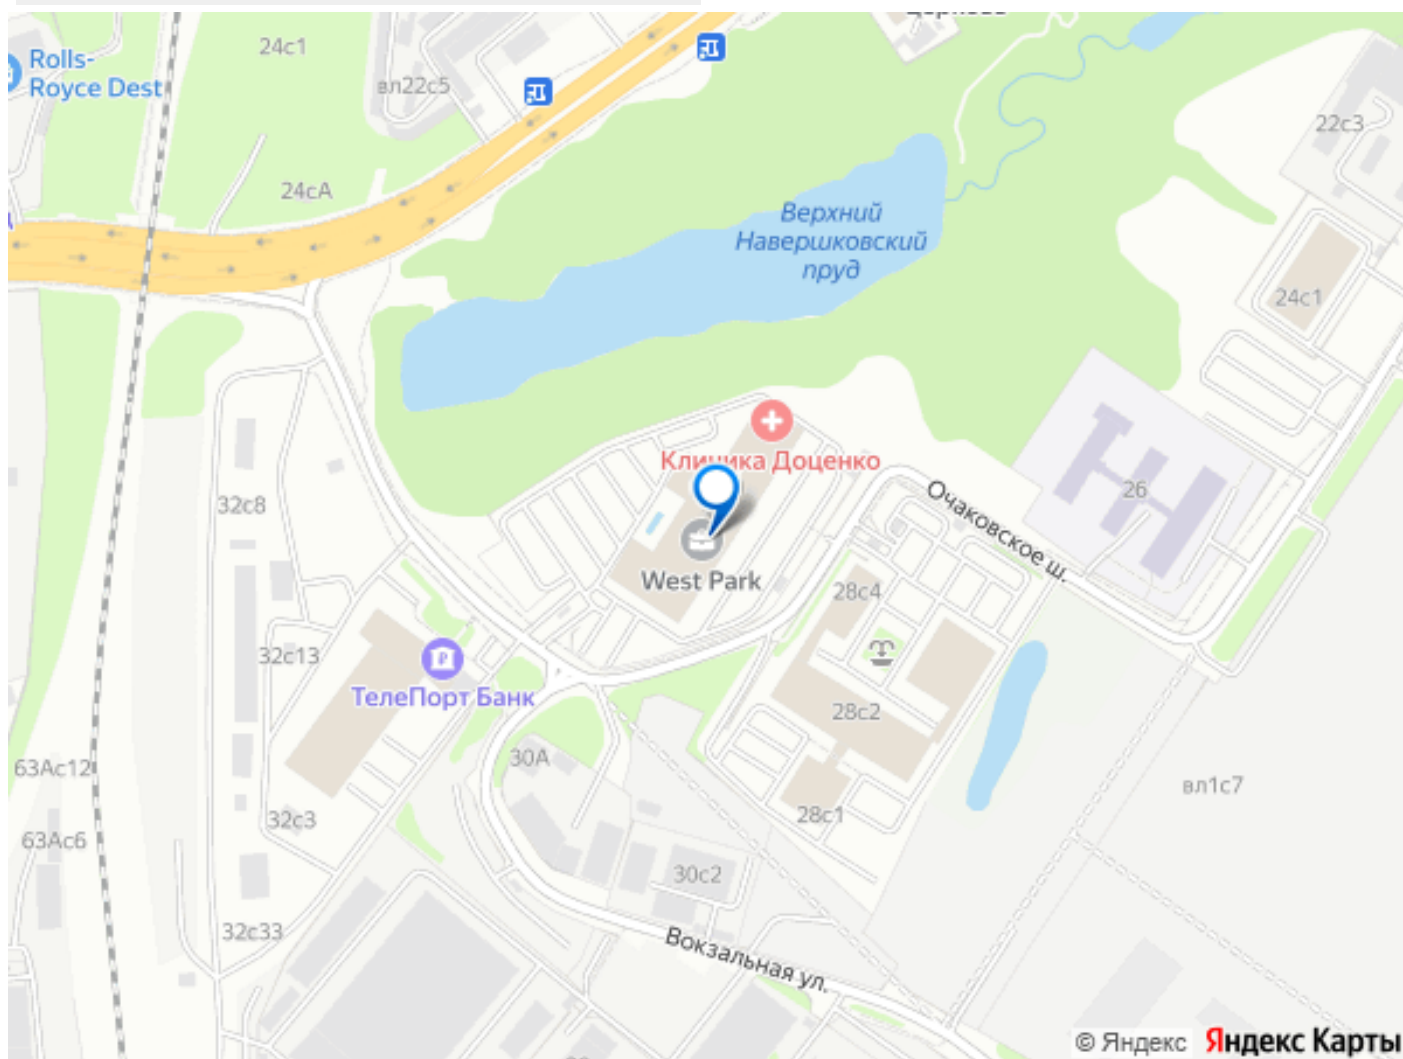 24с1
Rolls-
Royce Dest
вл22с5
22с3
24сА
Верхний
Навершковский
пруд
24с1
Клиника Доценко
26
Очаковское ш.
32с8
West Park
28с4
32с13
ТелеПорт Банк
28с2
30А
63Ас12
вл1с7
32с3
28с1
63Ас6
30с2
32с33
Вокзальная ул.
© Яндекс Яндекс Карты